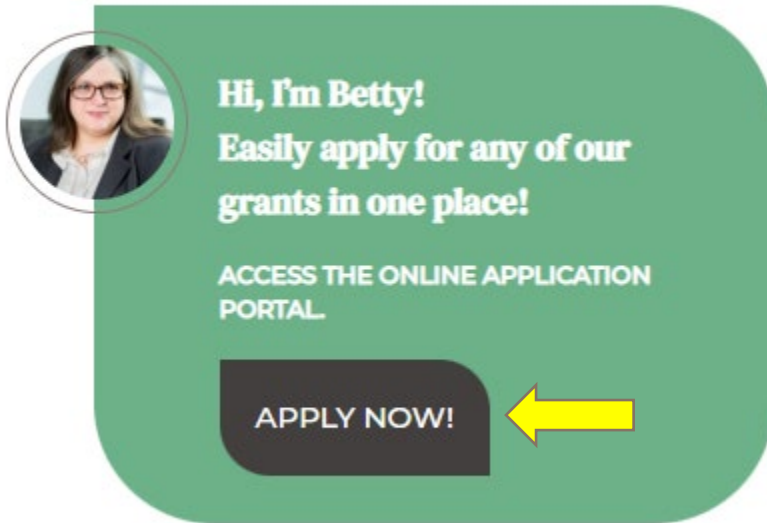 Hi, I'm Betty!
Easily apply for any of our
grants in one place!
ACCESS THE ONLINE APPLICATION
PORTAL.
APPLY NOW!